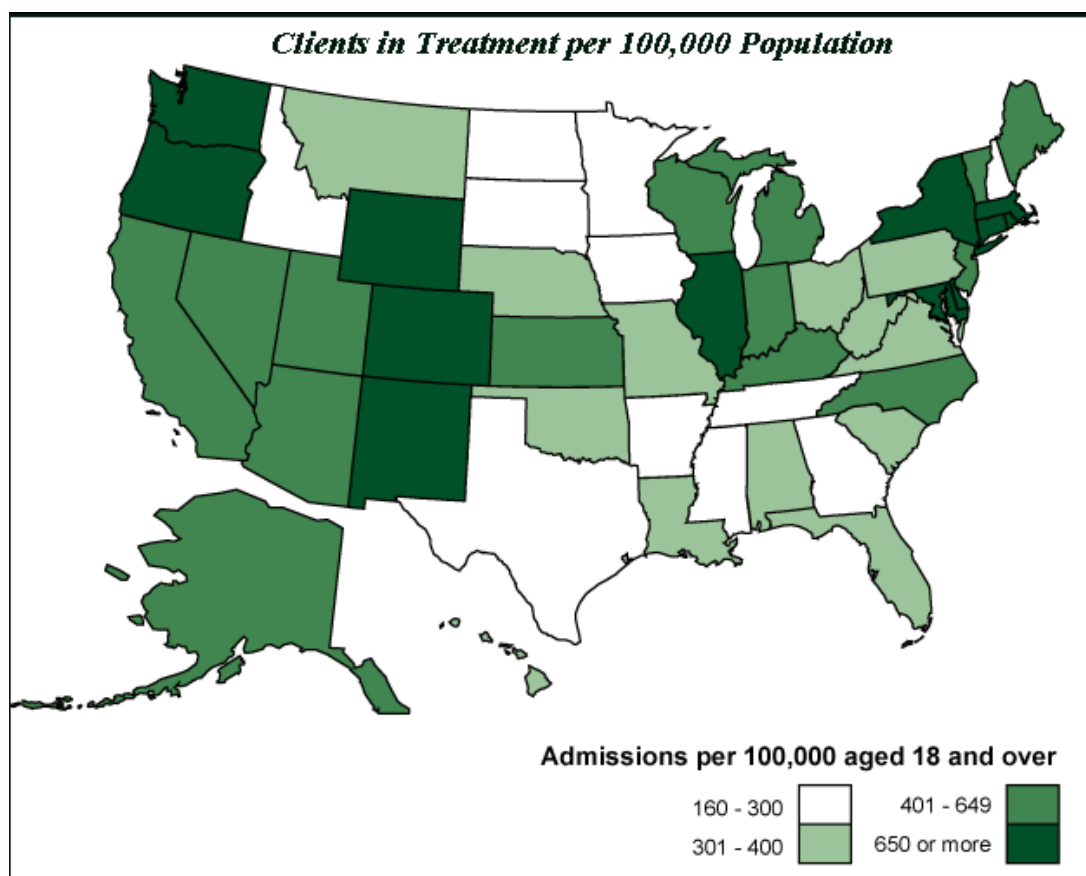 Clients in Treatment per 100,000 Population
Admissions per 100,000 aged 18 and over
160 - 300
301 - 400
401 - 649
650 or more